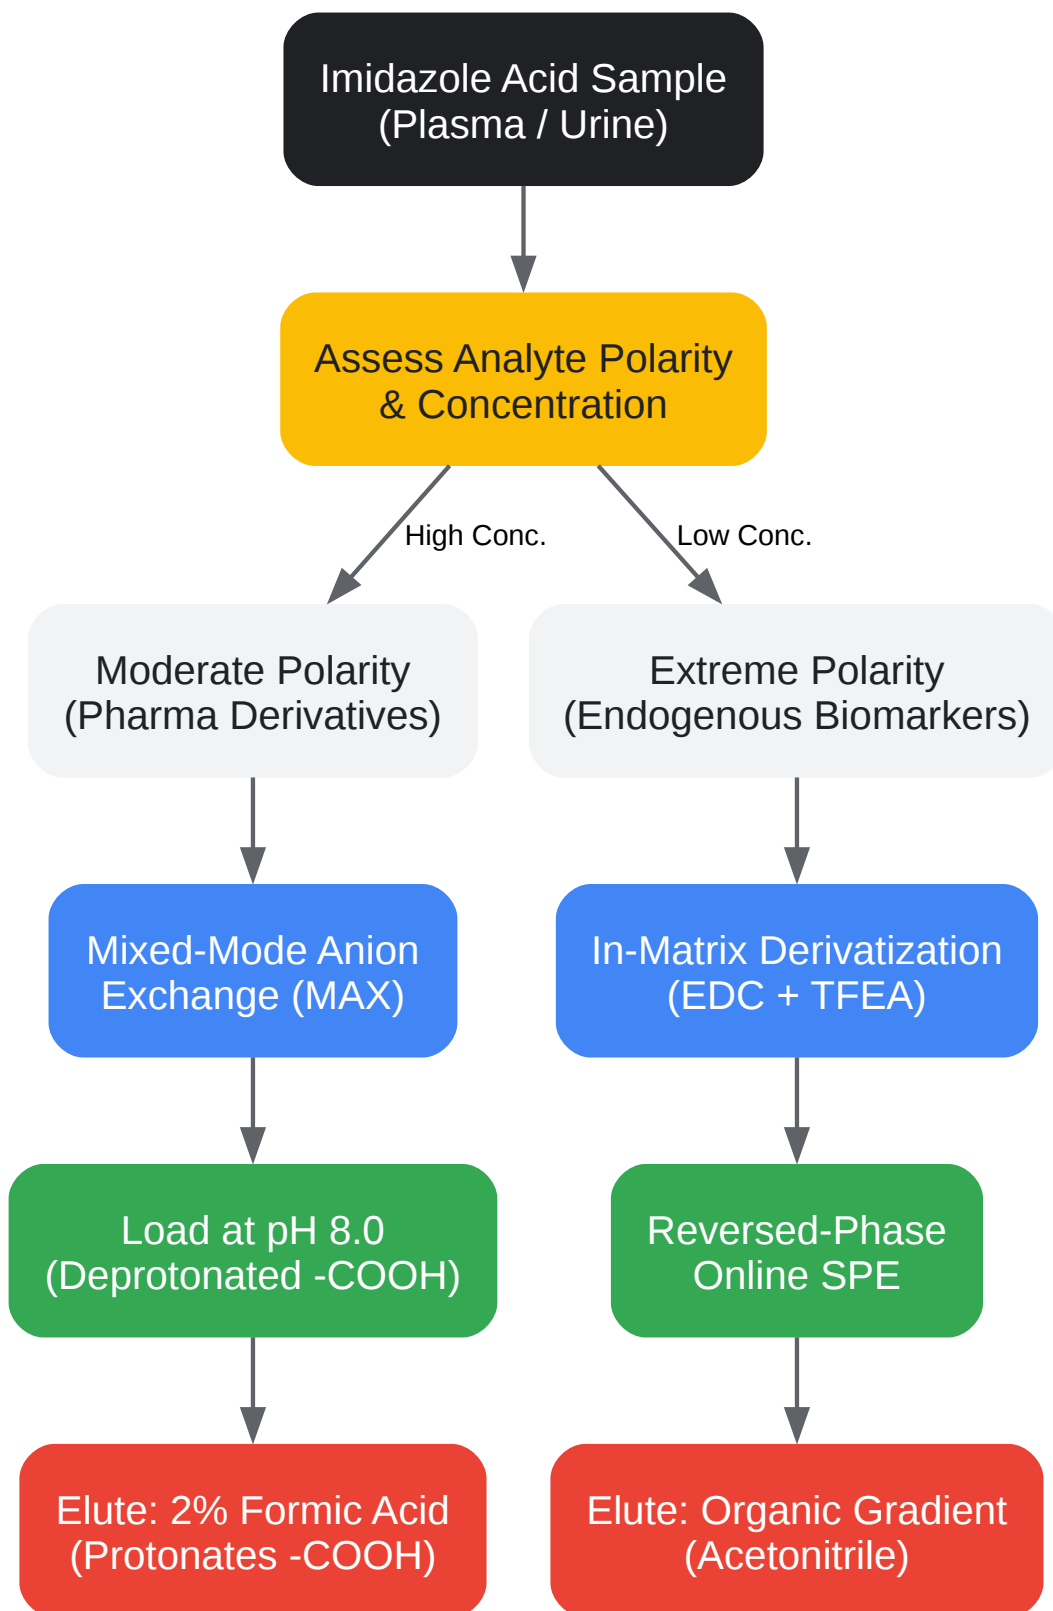 Imidazole Acid Sample
(Plasma / Urine)
Assess Analyte Polarity
& Concentration
High Conc.
Low Conc.
Moderate Polarity
(Pharma Derivatives)
Extreme Polarity
(Endogenous Biomarkers)
Mixed-Mode Anion
Exchange (MAX)
In-Matrix Derivatization
(EDC + TFEA)
Load at pH 8.0
(Deprotonated -COOH)
Reversed-Phase
Online SPE
Elute: 2% Formic Acid
(Protonates -COOH)
Elute: Organic Gradient
(Acetonitrile)